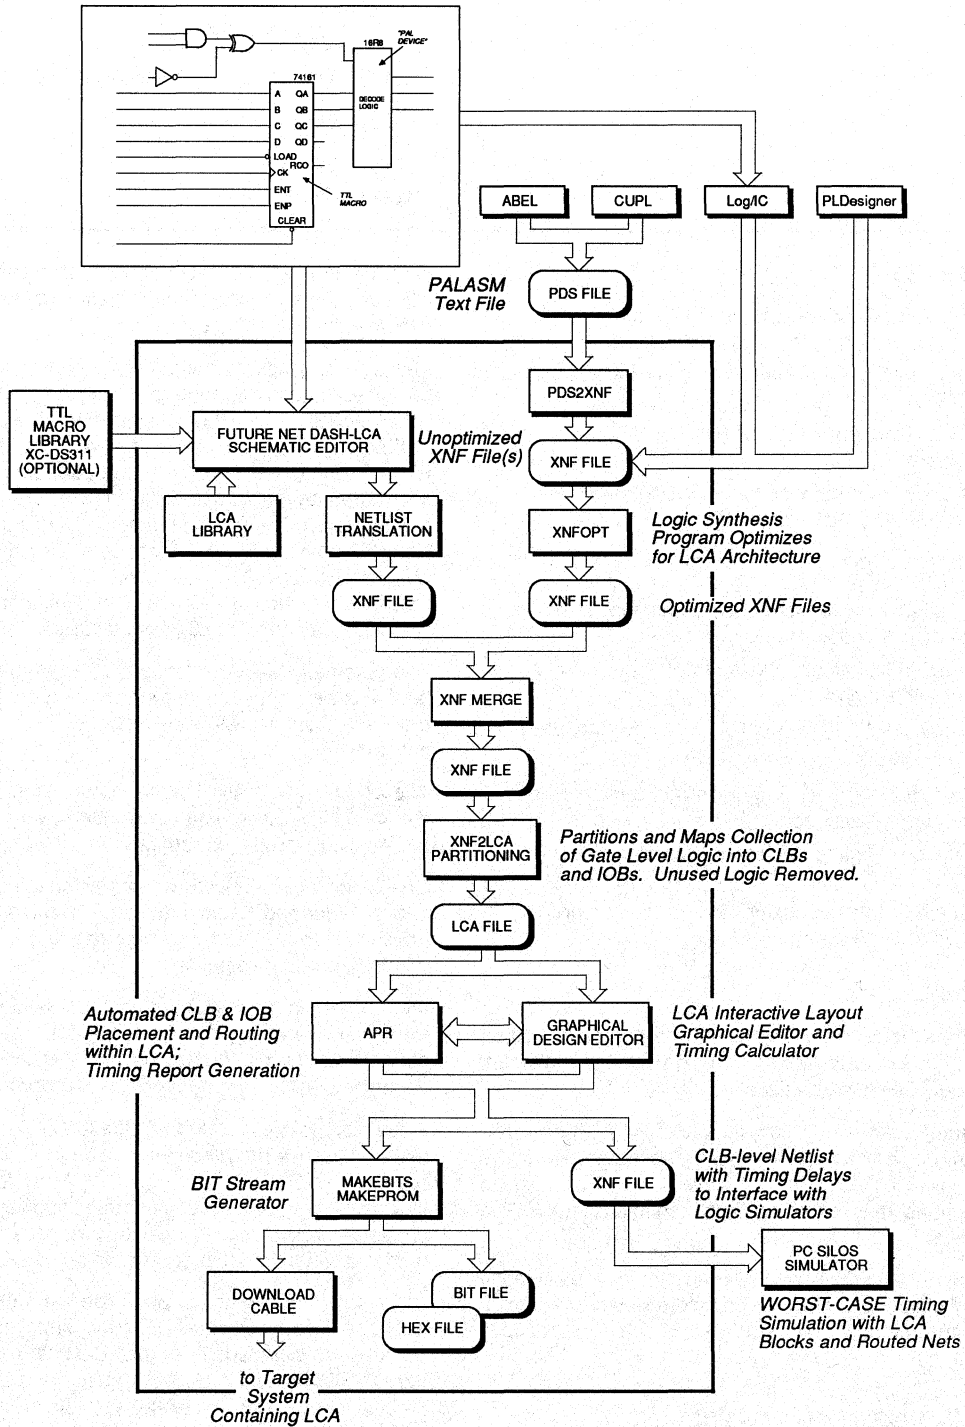 "PAL
DEVICE"
16R8
DECODE
LOGIC
74161
A QA
B QB
C QC
D QD
LOAD
RCO
CK
ENT
ENP
CLEAR
TTL
MACRO
ABEL
CUPL
Log/IC
PLDesigner
PALASM
Text File
PDS FILE
PDS2XNF
TTL
MACRO
LIBRARY
XC-DS311
(OPTIONAL)
FUTURE NET DASH-LCA
SCHEMATIC EDITOR
Unoptimized
XNF File(s)
XNF FILE
LCA
LIBRARY
NETLIST
TRANSLATION
XNFOPT
Logic Synthesis
Program Optimizes
for LCA Architecture
XNF FILE
XNF FILE
Optimized XNF Files
XNF MERGE
XNF FILE
XNF2LCA
PARTITIONING
Partitions and Maps Collection
of Gate Level Logic into CLBs
and IOBs. Unused Logic Removed.
LCA FILE
Automated CLB & IOB
Placement and Routing
within LCA;
Timing Report Generation
APR
GRAPHICAL
DESIGN EDITOR
LCA Interactive Layout
Graphical Editor and
Timing Calculator
BIT Stream
Generator
MAKEBITS
MAKEPROM
XNF FILE
CLB-level Netlist
with Timing Delays
to Interface with
Logic Simulators
PC SILOS
SIMULATOR
DOWNLOAD
CABLE
BIT FILE
HEX FILE
WORST-CASE Timing
Simulation with LCA
Blocks and Routed Nets
to Target
System
Containing LCA